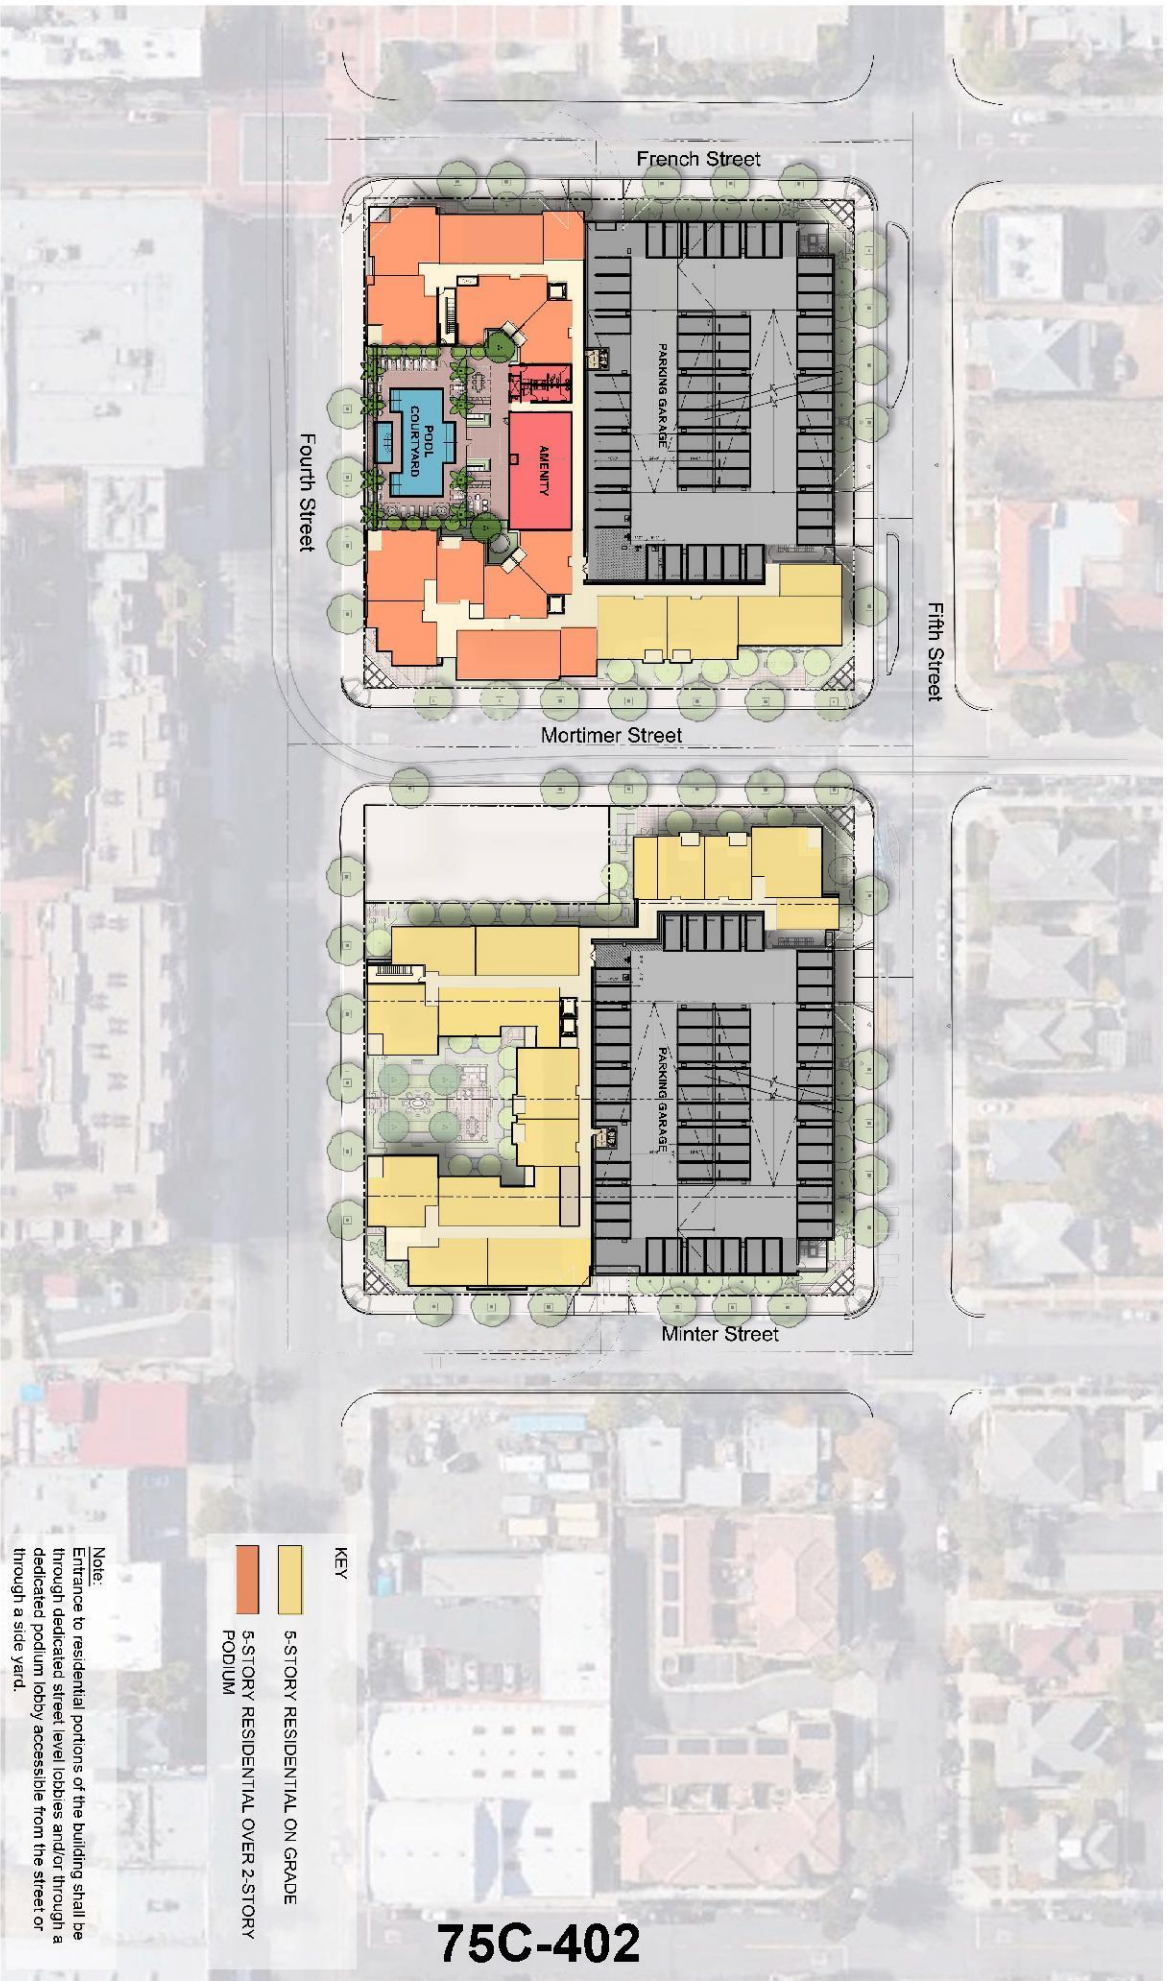 French Street
PARKING GARAGE
POOL
COURTYARD
AMENITY
Fourth Street
Fifth Street
Mortimer Street
PARKING GARAGE
Minter Street
KEY
5-STORY RESIDENTIAL ON GRADE
5-STORY RESIDENTIAL OVER 2-STORY
PODIUM
Note:
Entrance to residential portions of the building shall be
through dedicated street level lobbies and/or through a
dedicated podium lobby accessible from the street or
through a side yard.
75C-402